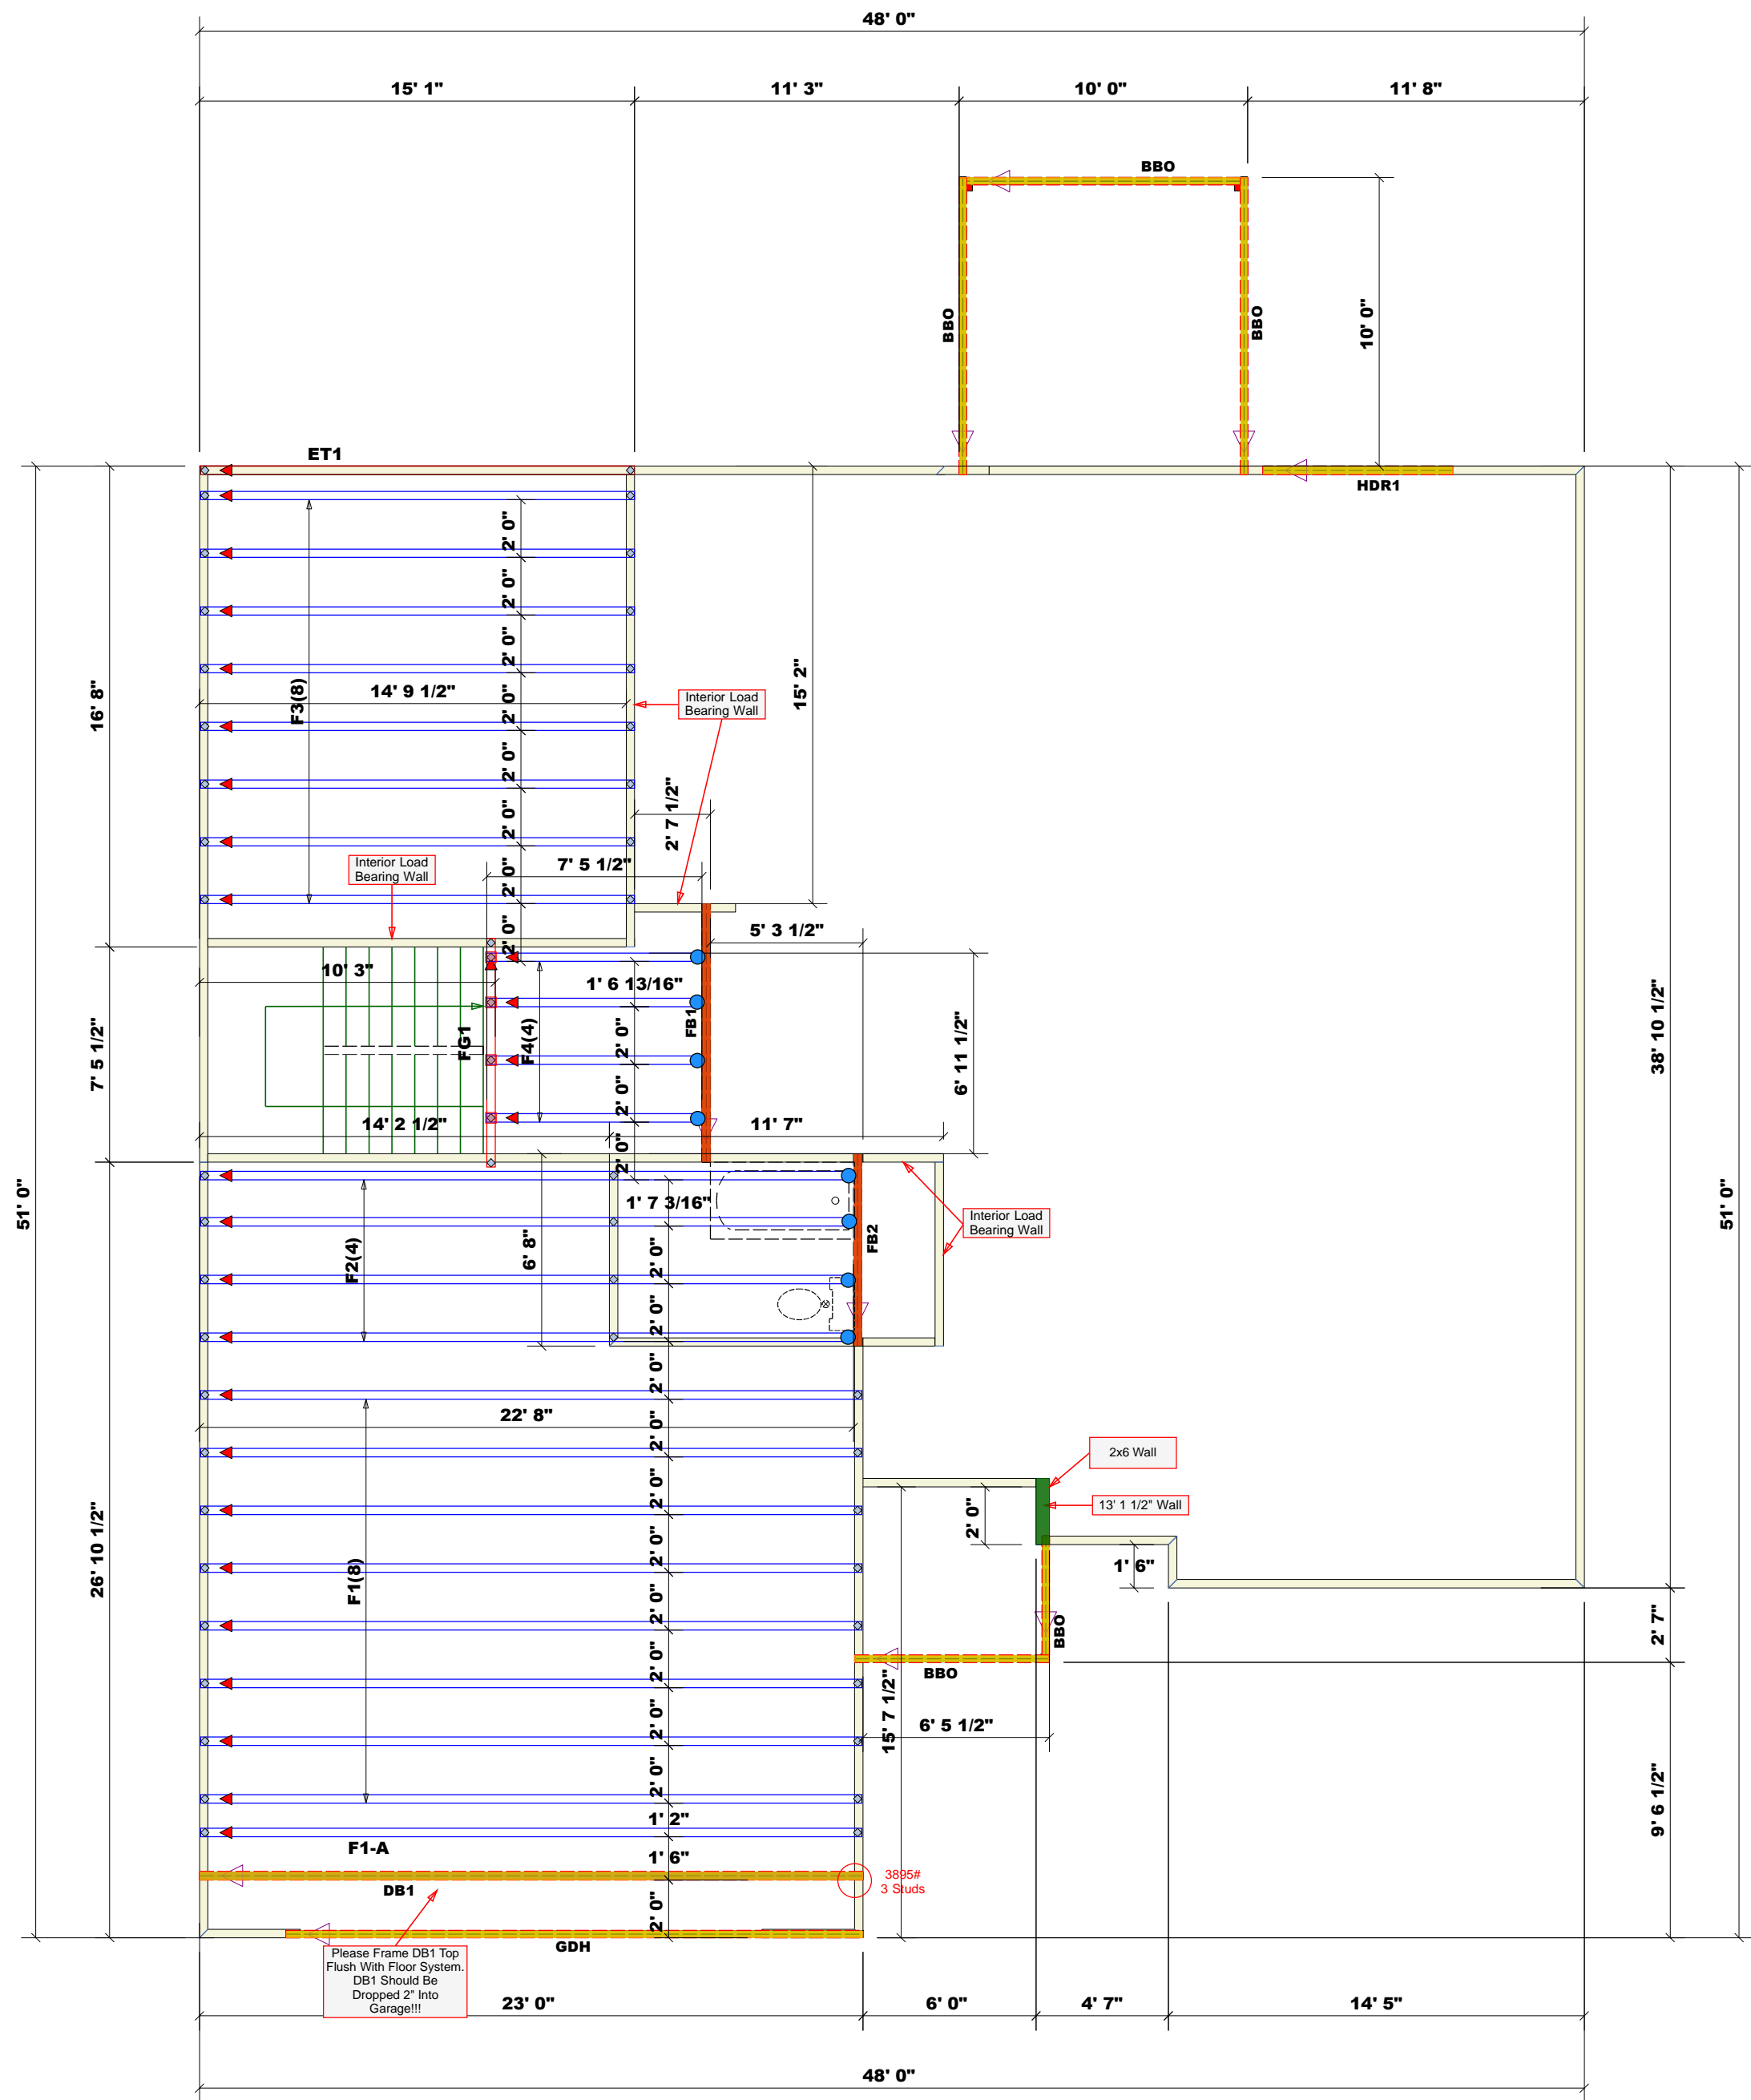 48' 0"
15' 1"
11' 3"
10' 0"
11' 8"
BBO
BBO
BBO
10' 0"
ET1
HDR1
2' 0"
2' 0"
2' 0"
2' 0"
2' 0"
2' 0"
2' 0"
2' 0"
16' 8"
F3(8)
14' 9 1/2"
Interior Load
Bearing Wall
15' 2"
2' 7 1/2"
7' 5 1/2"
Interior Load
Bearing Wall
5' 3 1/2"
10' 3"
1' 6 13/16"
7' 5 1/2"
FG1
F4(4)
FB1
2' 0"
2' 0"
2' 0"
6' 11 1/2"
38' 10 1/2"
14' 2 1/2"
11' 7"
51' 0"
51' 0"
1' 7 3/16"
Interior Load
Bearing Wall
F2(4)
6' 8"
FB2
2' 0"
2' 0"
2' 0"
22' 8"
2' 0"
2x6 Wall
13' 1 1/2" Wall
2' 0"
2' 0"
1' 6"
26' 10 1/2"
F1(8)
2' 0"
2' 0"
2' 0"
2' 0"
2' 0"
BBO
BBO
2' 7"
15' 7 1/2"
6' 5 1/2"
9' 6 1/2"
1' 2"
F1-A
1' 6"
DB1
3895#
3 Studs
2' 0"
GDH
Please Frame DB1 Top
Flush With Floor System.
DB1 Should Be
Dropped 2" Into
Garage!!!
23' 0"
6' 0"
4' 7"
14' 5"
48' 0"